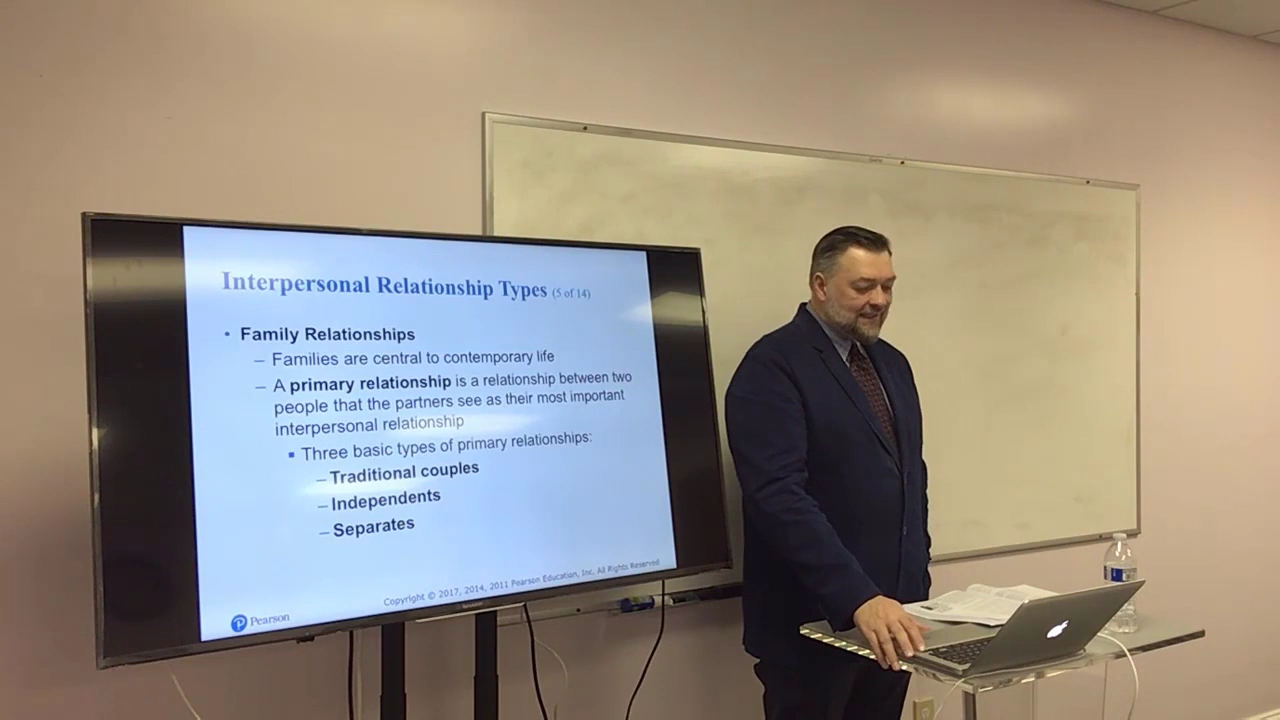 Interpersonal Relationship Types (5 of 14)
• Family Relationships
– Families are central to contemporary life
– A primary relationship is a relationship between two
people that the partners see as their most important
interpersonal relationship
▪ Three basic types of primary relationships:
– Traditional couples
– Independents
– Separates
Copyright © 2017, 2014, 2011 Pearson Education, Inc. All Rights Reserved
P Pearson